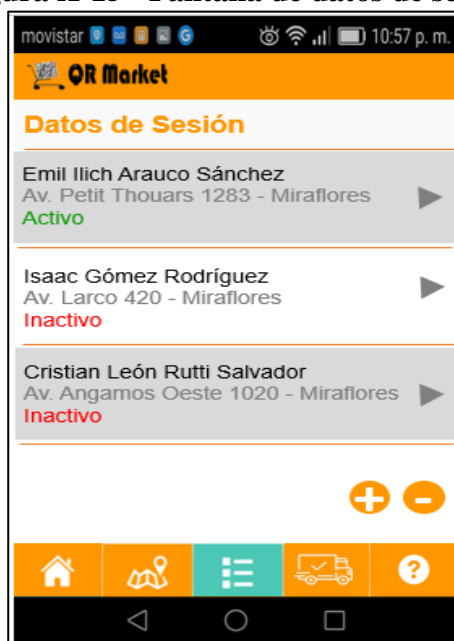 movistar 10:57 p. m.
QR Market
Datos de Sesión
Emil Ilich Arauco Sánchez
Av. Petit Thouars 1283 - Miraflores
Activo
Isaac Gómez Rodríguez
Av. Larco 420 - Miraflores
Inactivo
Cristian León Rutti Salvador
Av. Angamos Oeste 1020 - Miraflores
Inactivo